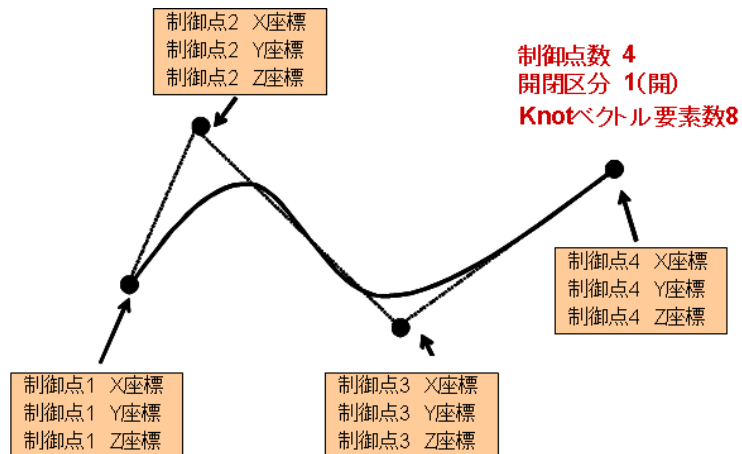 制御点2 X座標
制御点2 Y座標
制御点2 Z座標
制御点数 4
開閉区分 1(開)
Knotベクトル要素数8
制御点4 X座標
制御点4 Y座標
制御点4 Z座標
制御点1 X座標
制御点1 Y座標
制御点1 Z座標
制御点3 X座標
制御点3 Y座標
制御点3 Z座標